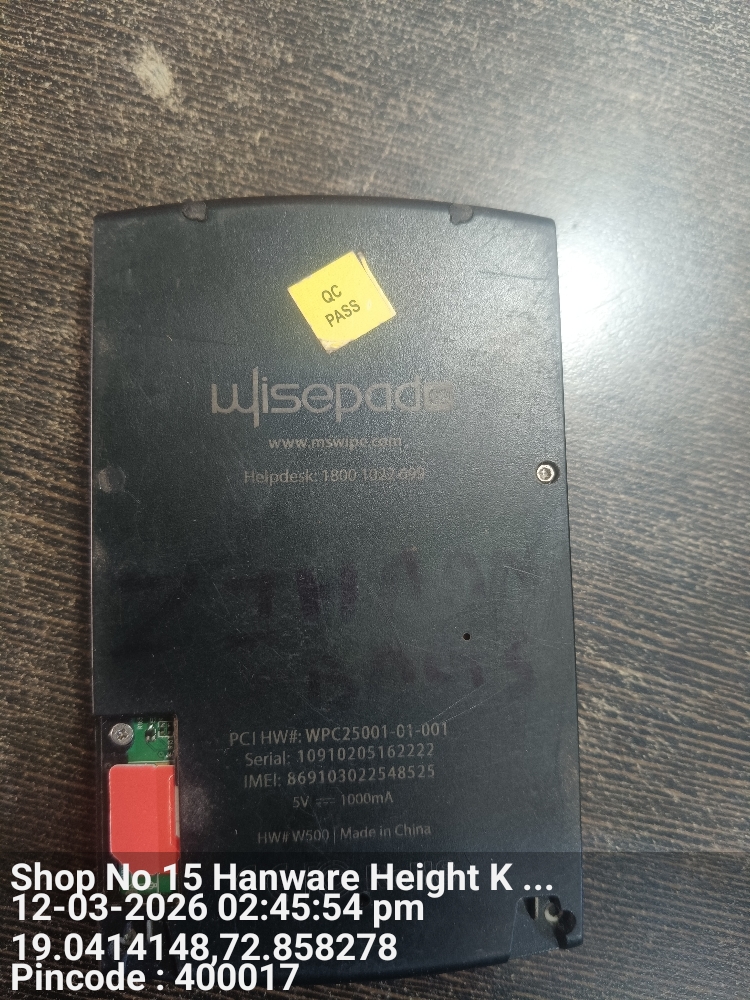 QC
PASS
wisepad
www.mswipe.com
Helpdesk: 1800 1022 699
PCI HW#: WPC25001-01-001
Serial: 10910205162222
IMEI: 869103022548525
5V 1000mA
HW# W500 | Made in China
Shop No 15 Hanware Height K ...
12-03-2026 02:45:54 pm
19.0414148,72.858278
Pincode : 400017